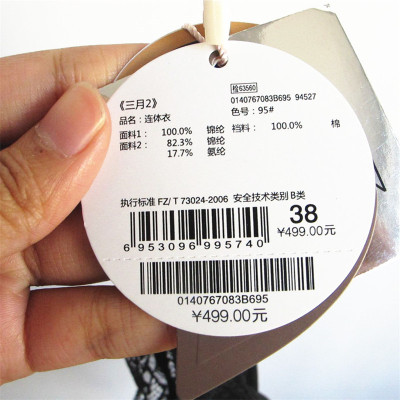 检63560
《三月2》
0140767083B695 94527
品名：连体衣
色号：95#
面料1： 100.0% 锦纶 裆料： 100.0% 棉
面料2： 82.3% 锦纶
17.7% 氨纶
执行标准 FZ/ T 73024-2006 安全技术类别 B类
38
¥499.00元
6 953096 995740
0140767083B695
¥499.00元